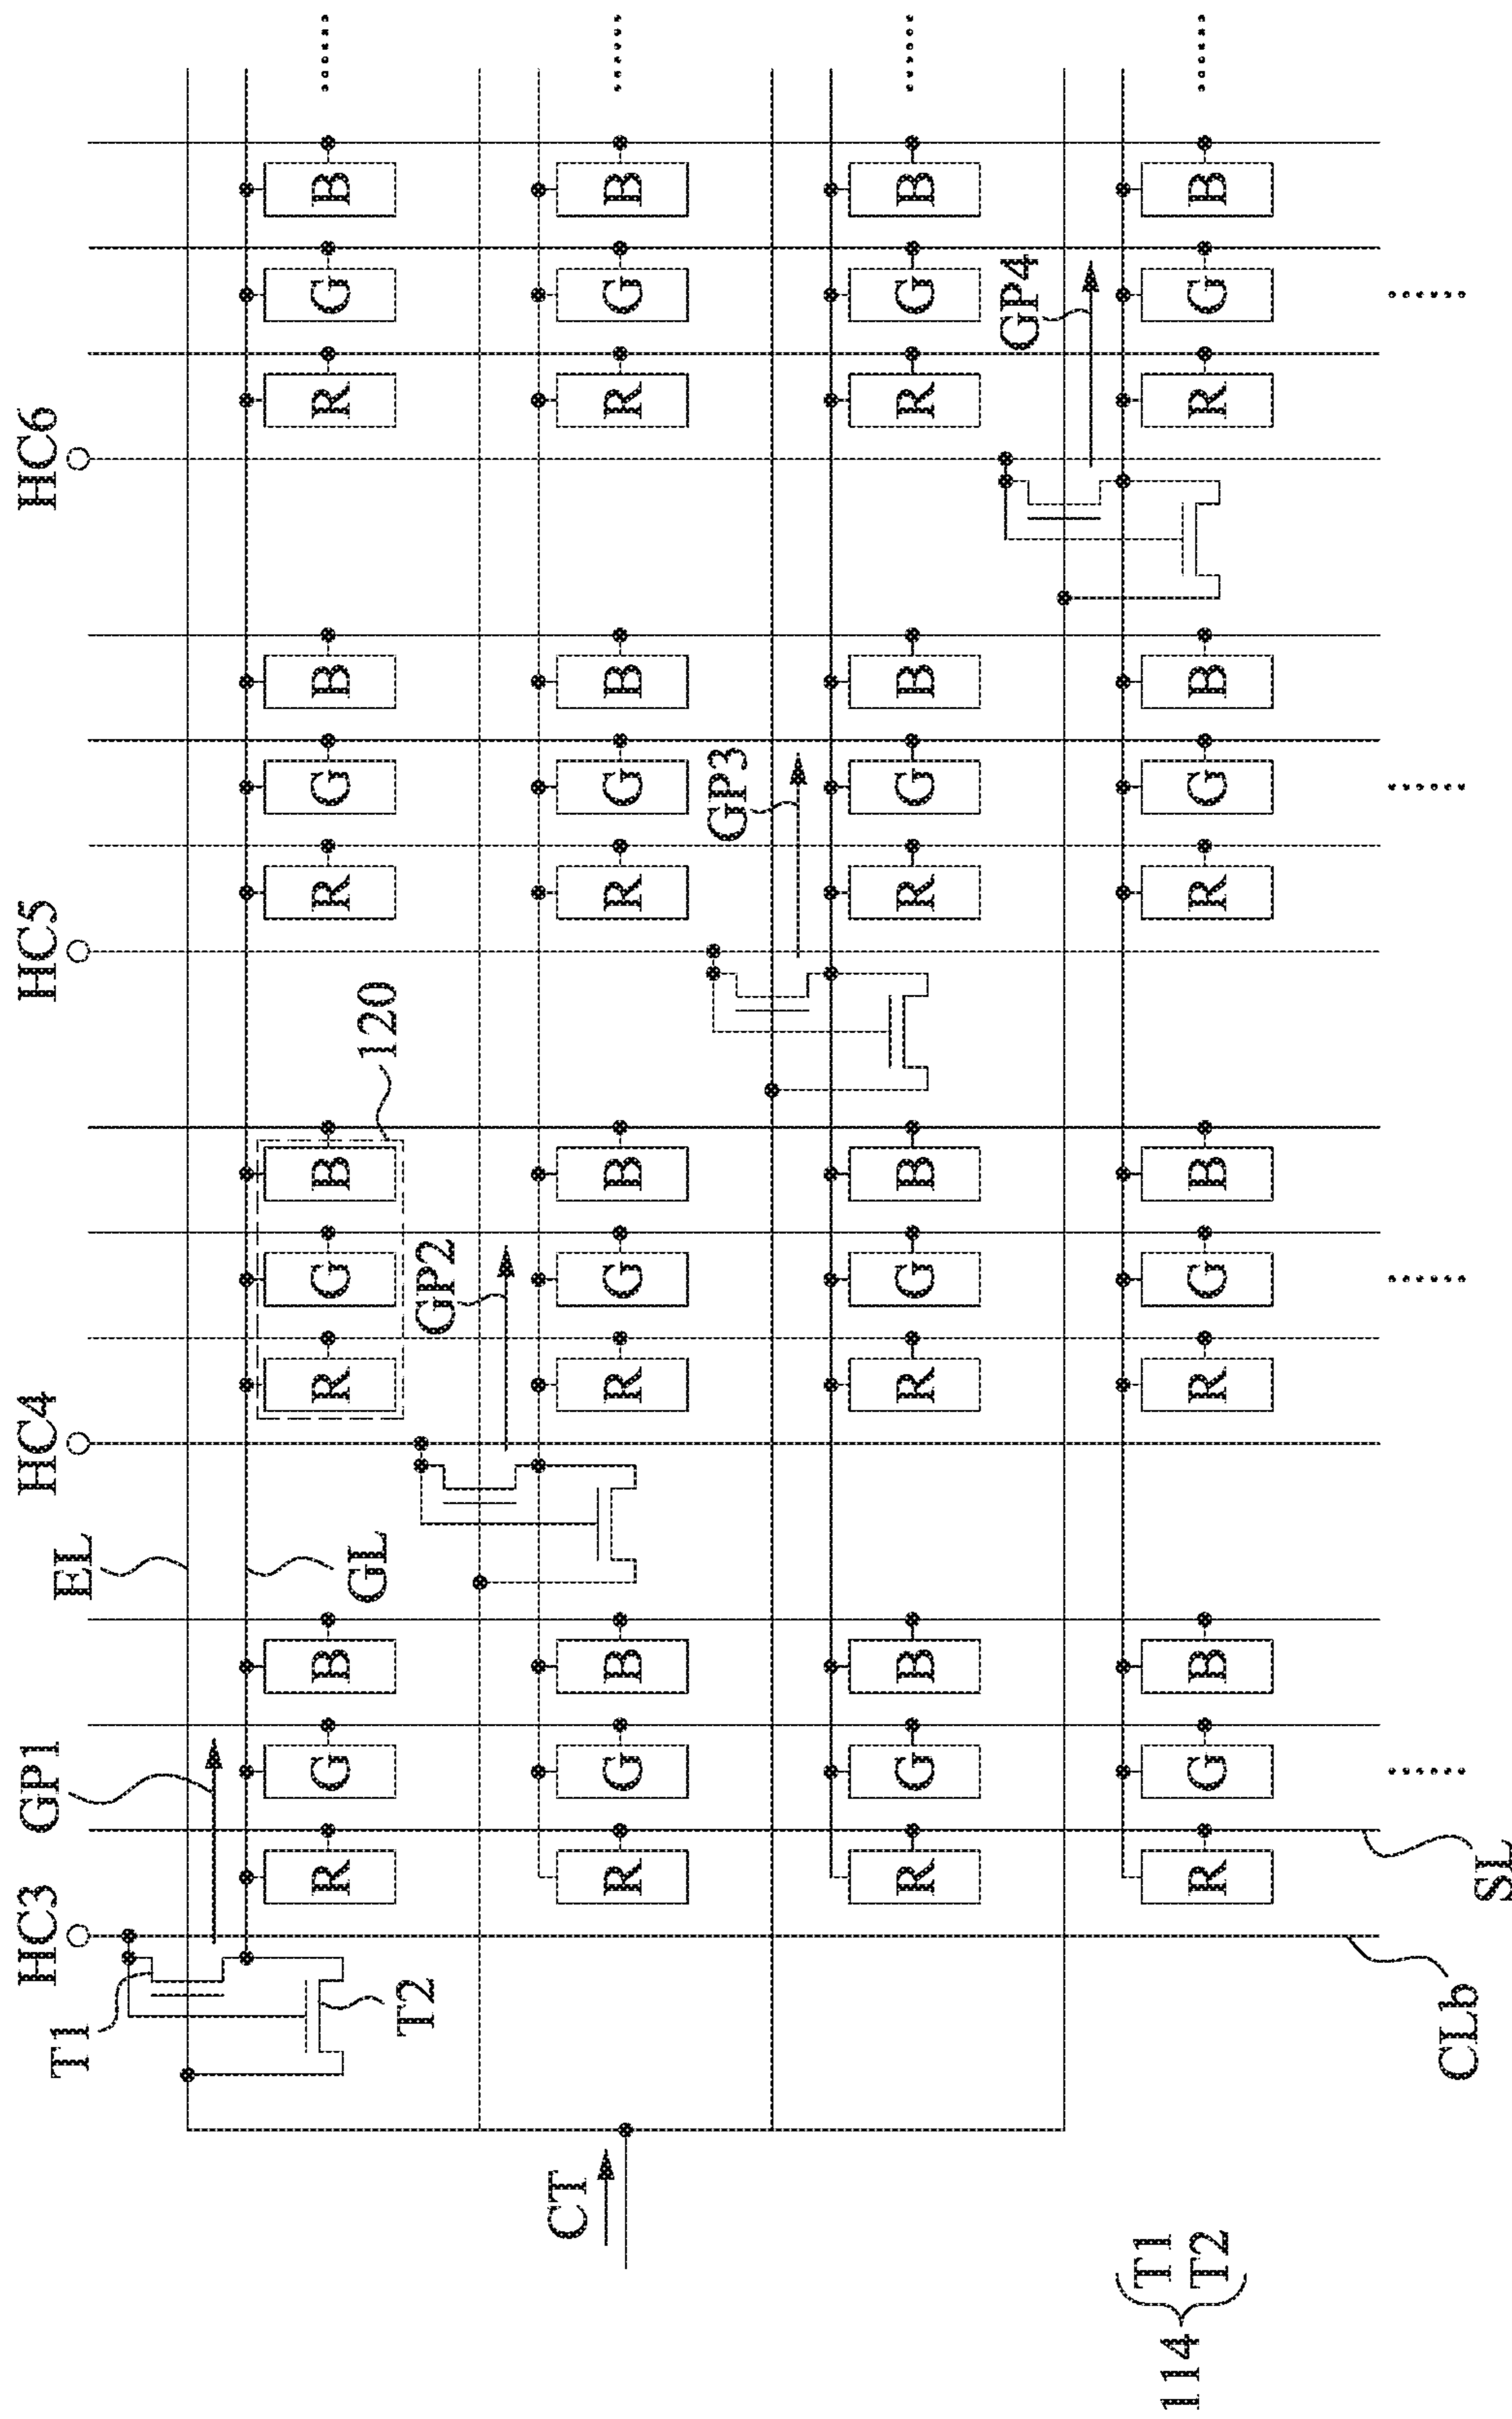 HC3 GP1 HC4 HC5 HC6
T1 EL
R G B R G B R G B R G B
GL 120
T2 GP2
CT
R G B R G B R G B R G B
GP3
R G B R G B R G B R G B
GP4
114 { T1
T2
R G B R G B R G B R G B
CLb SL